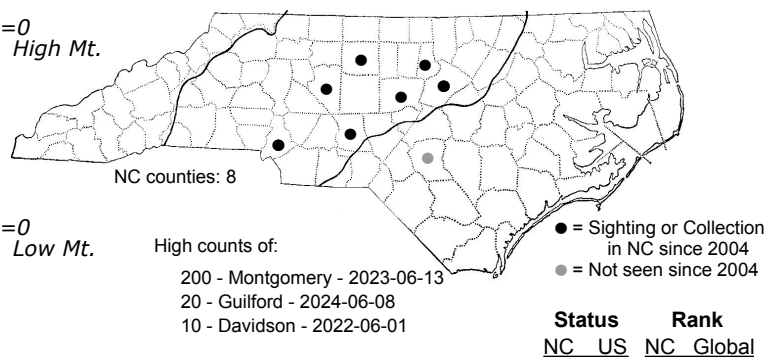 =0
High Mt.
NC counties: 8
=0
Low Mt.
High counts of:
200 - Montgomery - 2023-06-13
20 - Guilford - 2024-06-08
10 - Davidson - 2022-06-01
● = Sighting or Collection
in NC since 2004
● = Not seen since 2004
Status Rank
NC US NC Global